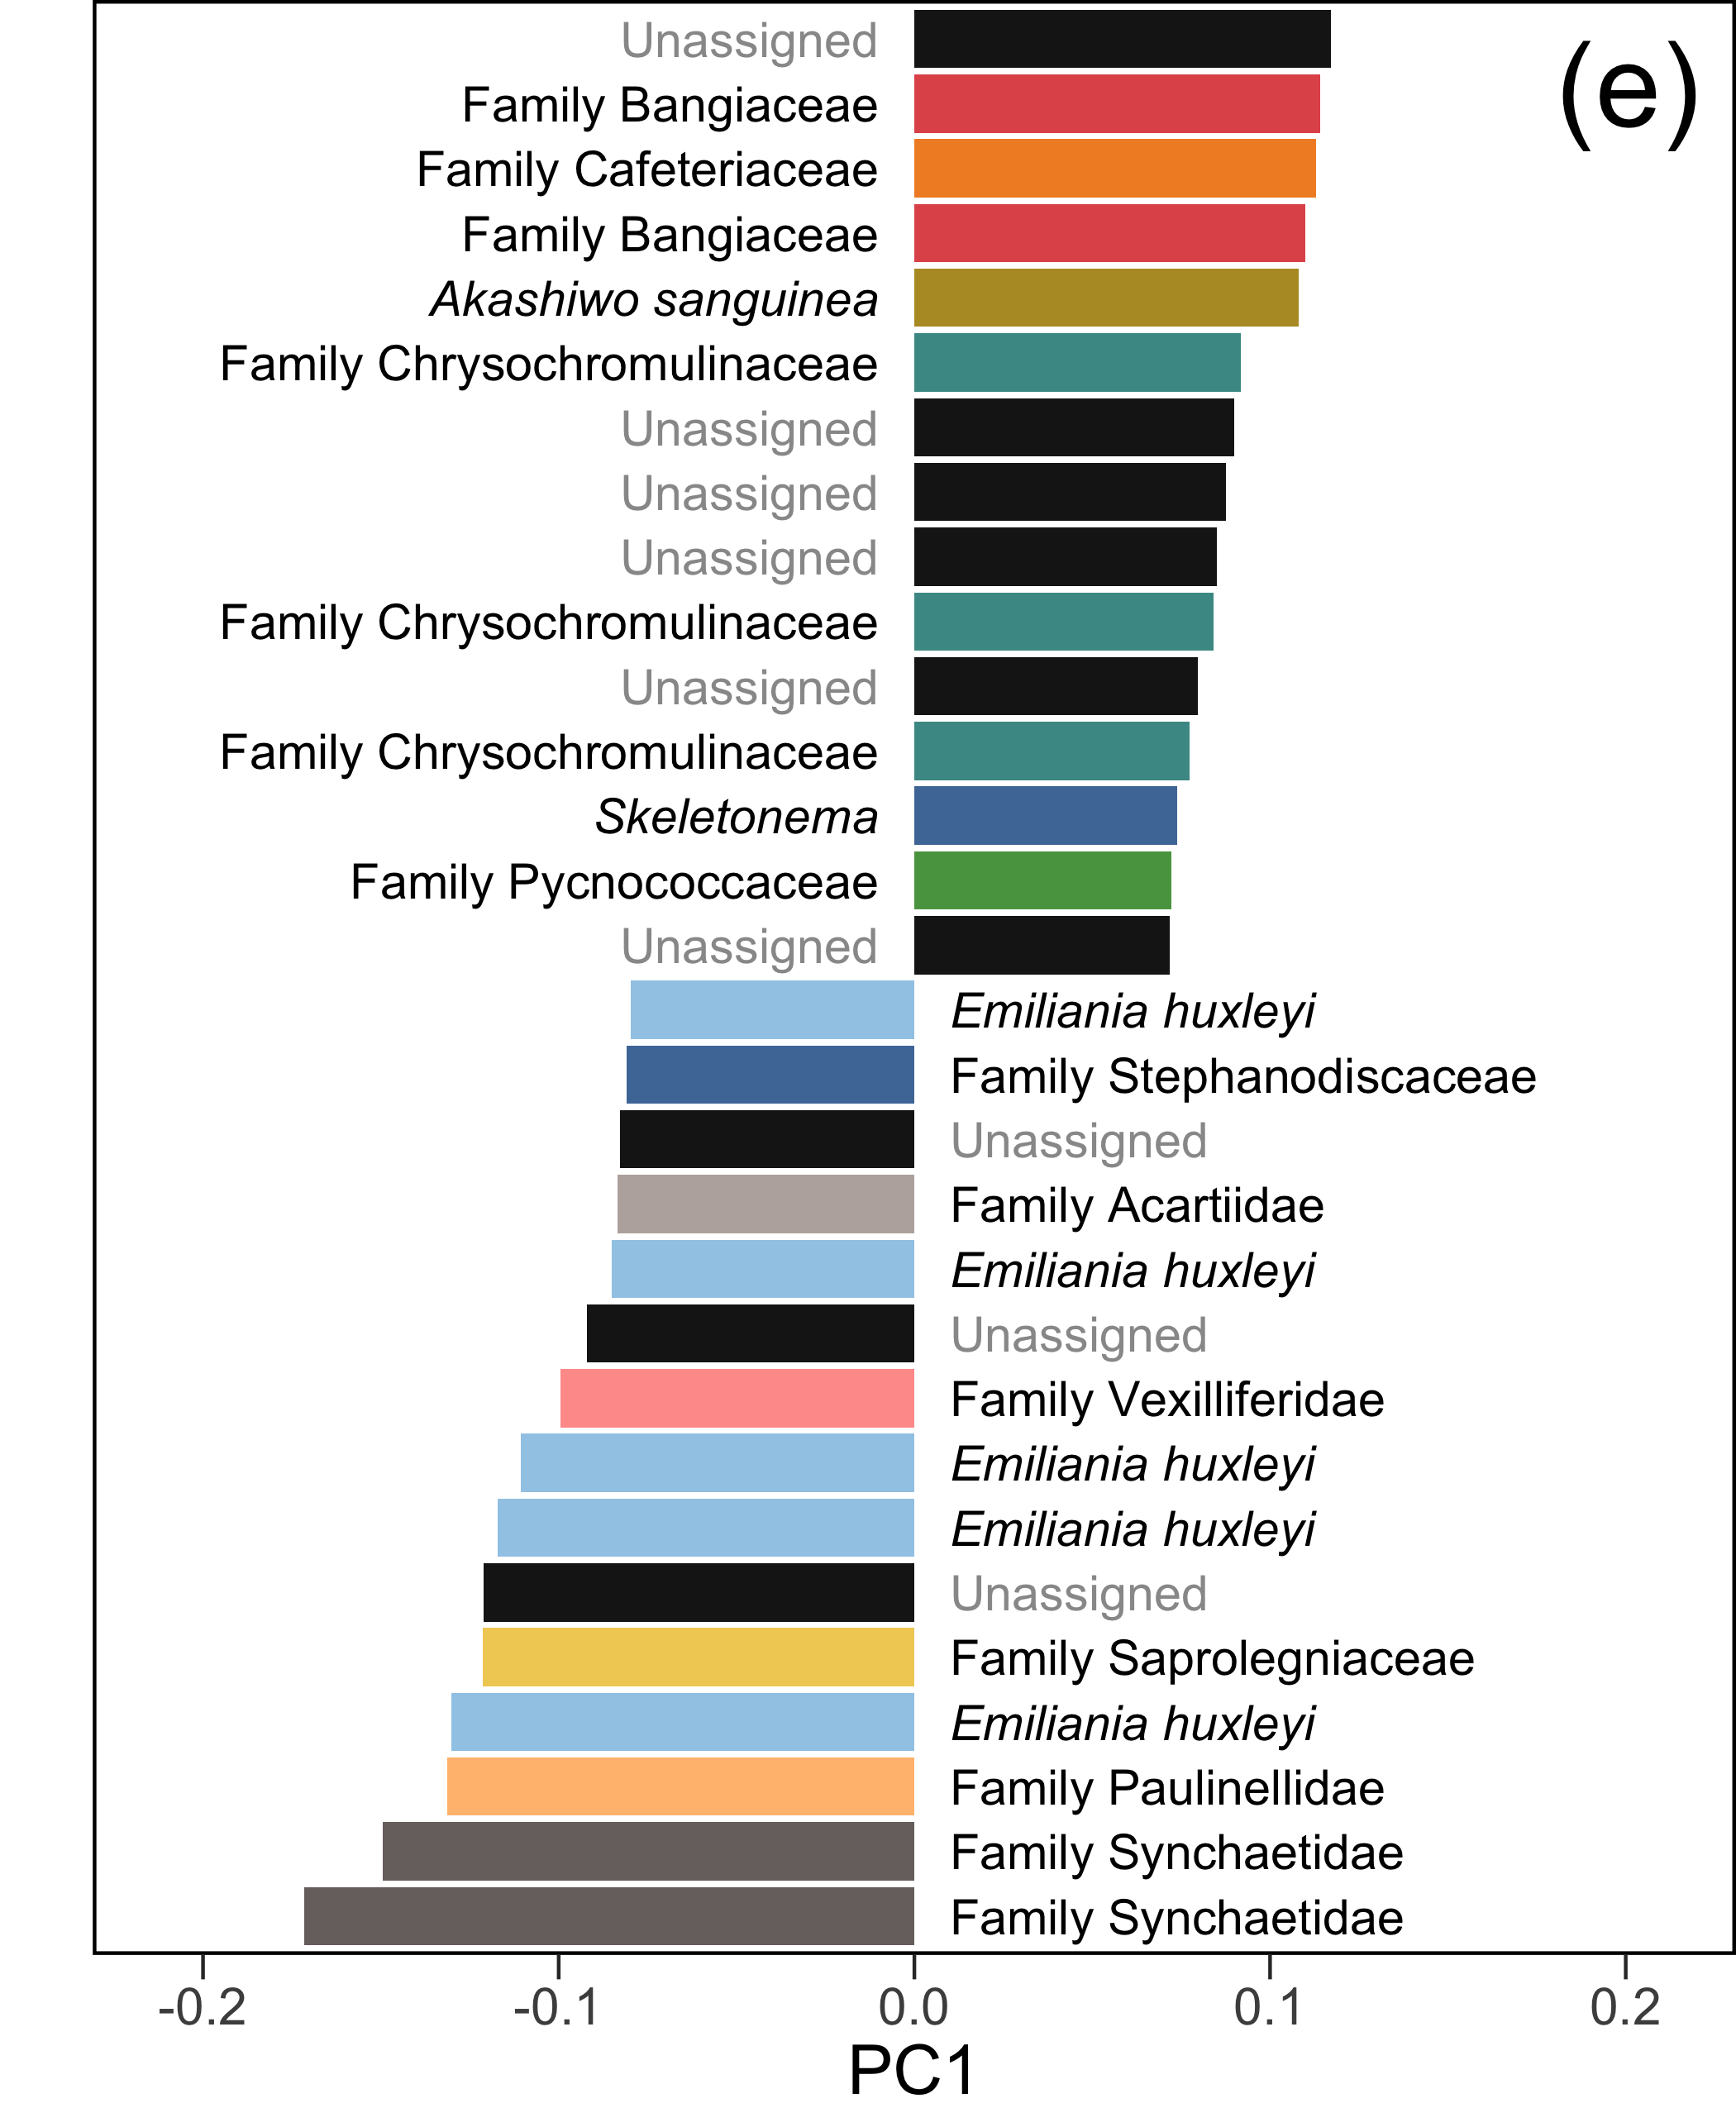 Unassigned
(e)
Family Bangiaceae
Family Cafeteriaceae
Family Bangiaceae
Akashiwo sanguinea
Family Chrysochromulinaceae
Unassigned
Unassigned
Unassigned
Family Chrysochromulinaceae
Unassigned
Family Chrysochromulinaceae
Skeletonema
Family Pycnococcaceae
Unassigned
Emiliania huxleyi
Family Stephanodiscaceae
Unassigned
Family Acartiidae
Emiliania huxleyi
Unassigned
Family Vexilliferidae
Emiliania huxleyi
Emiliania huxleyi
Unassigned
Family Saprolegniaceae
Emiliania huxleyi
Family Paulinellidae
Family Synchaetidae
Family Synchaetidae
-0.2 -0.1 0.0 0.1 0.2
PC1